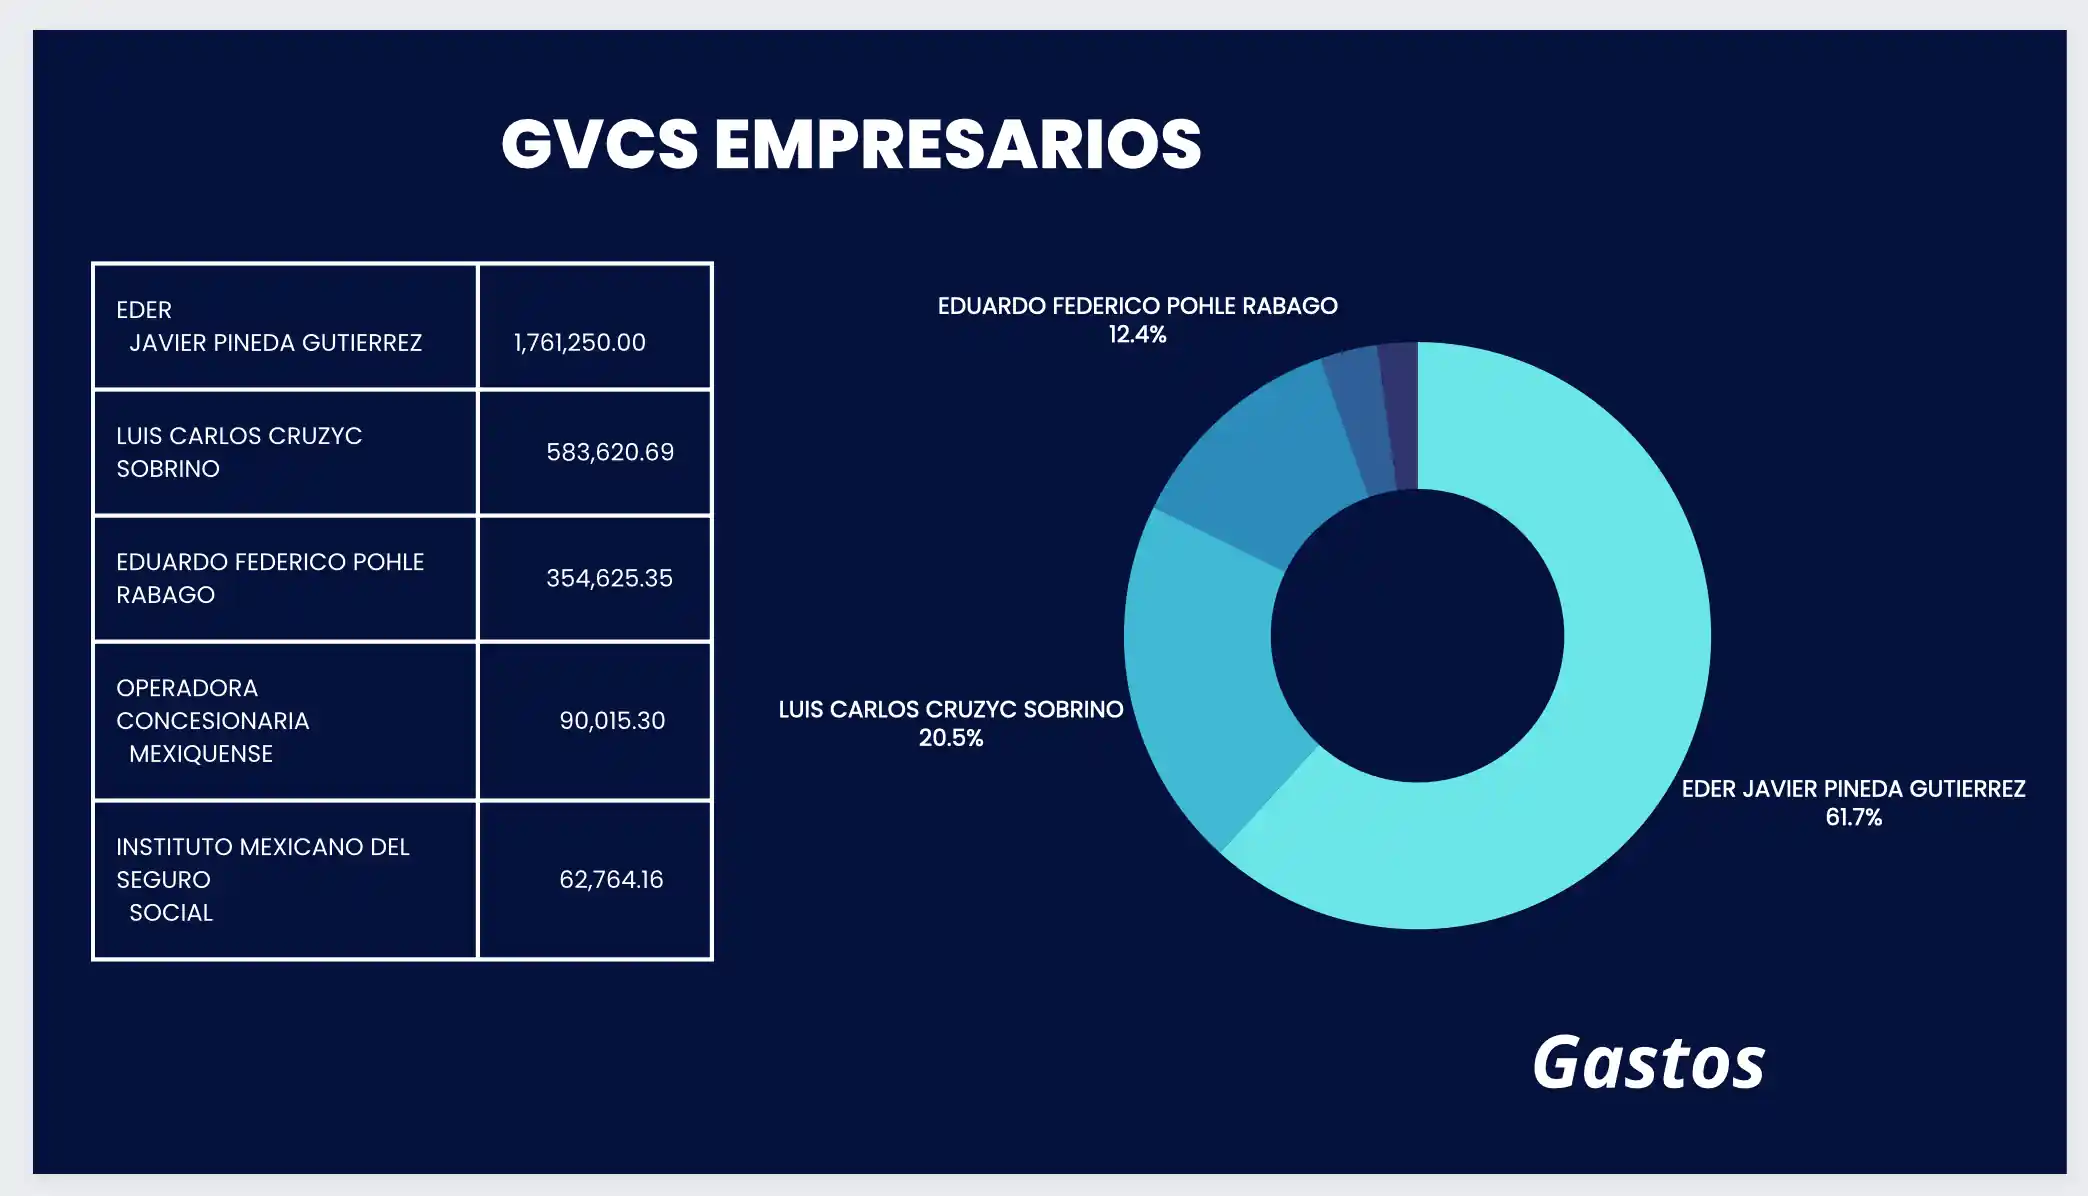 GVCS EMPRESARIOS
EDER
JAVIER PINEDA GUTIERREZ
1,761,250.00
LUIS CARLOS CRUZYC
SOBRINO
583,620.69
EDUARDO FEDERICO POHLE
RABAGO
354,625.35
OPERADORA
CONCESIONARIA
MEXIQUENSE
90,015.30
INSTITUTO MEXICANO DEL
SEGURO
SOCIAL
62,764.16
EDUARDO FEDERICO POHLE RABAGO
12.4%
LUIS CARLOS CRUZYC SOBRINO
20.5%
EDER JAVIER PINEDA GUTIERREZ
61.7%
Gastos